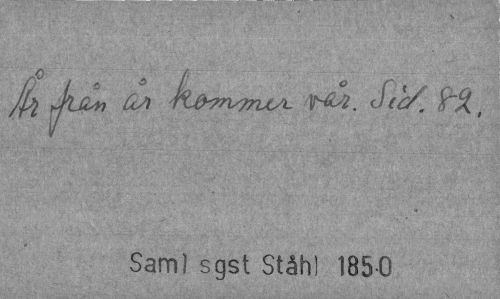 År från år kommer vår. Sid. 82.
Saml sgst Ståhl 1850